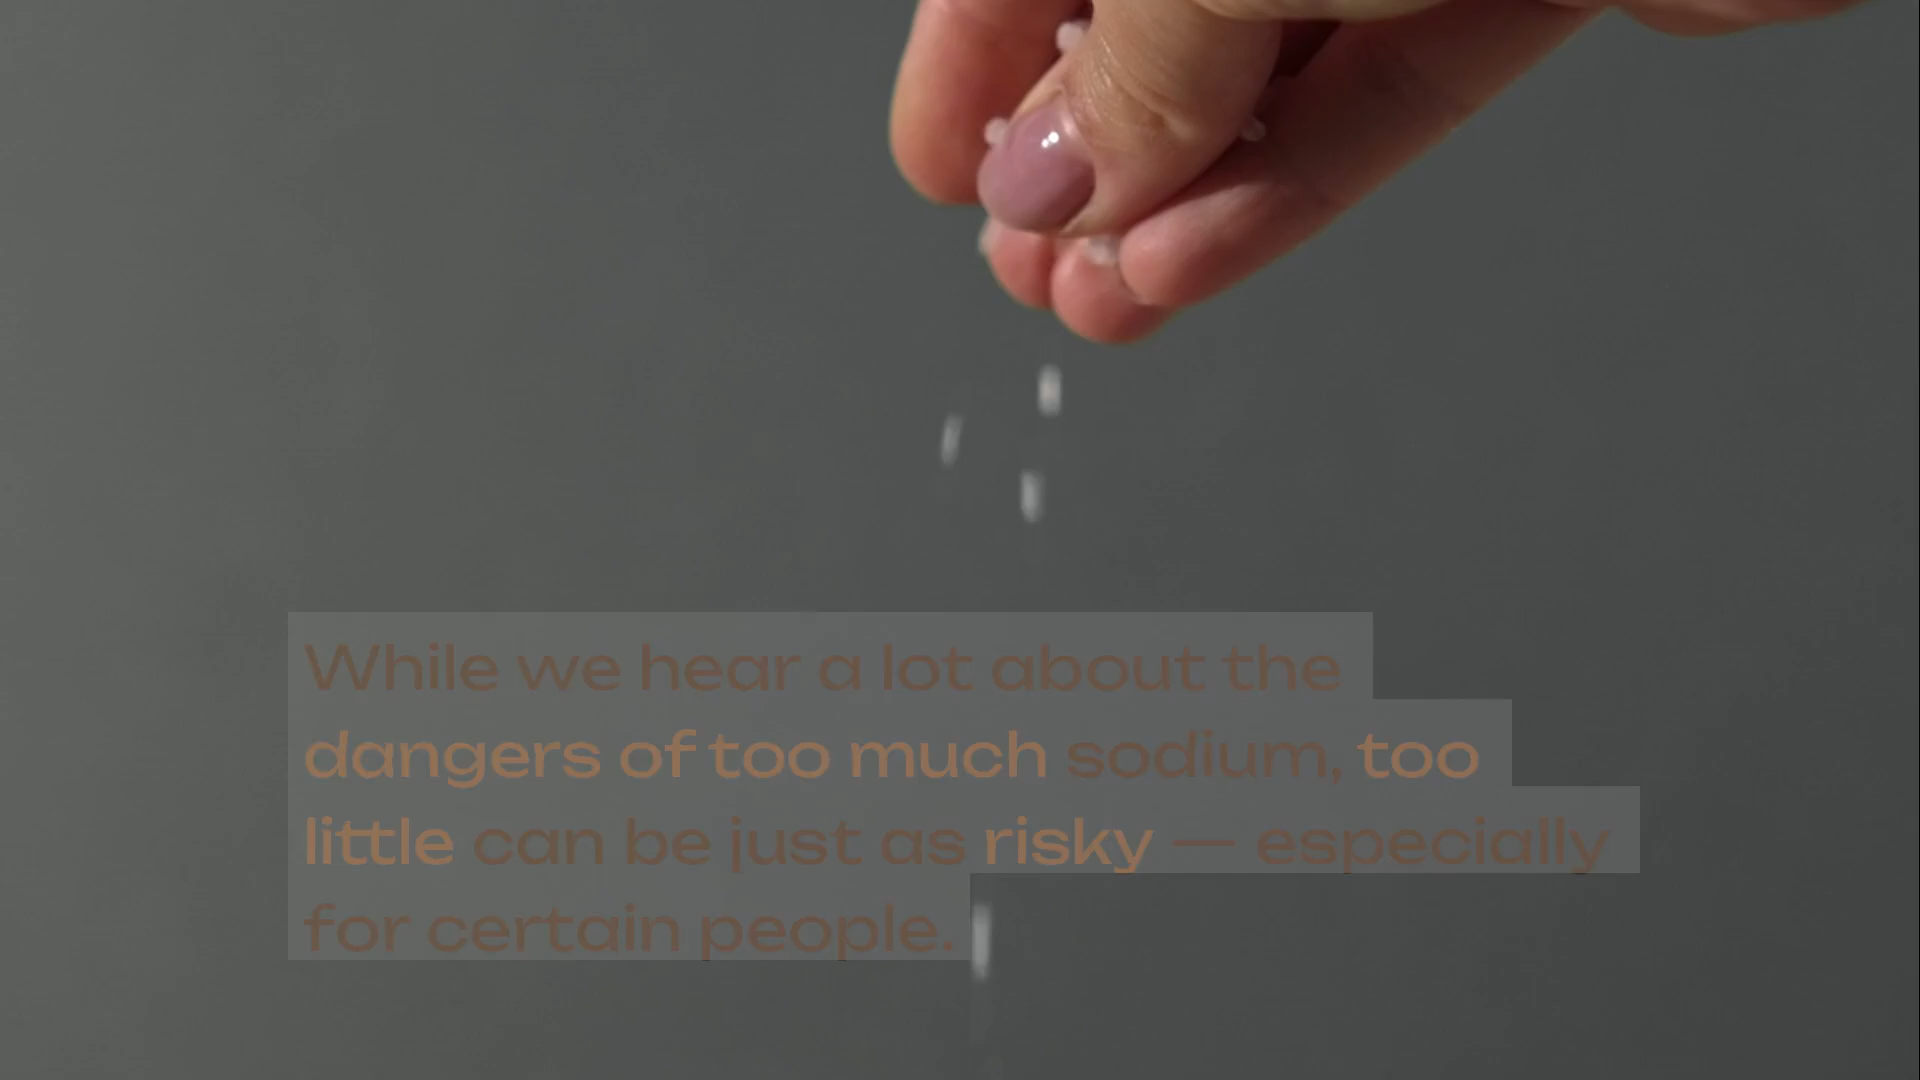 While we hear a lot about the
dangers of too much sodium, too
little can be just as risky — especially
for certain people.